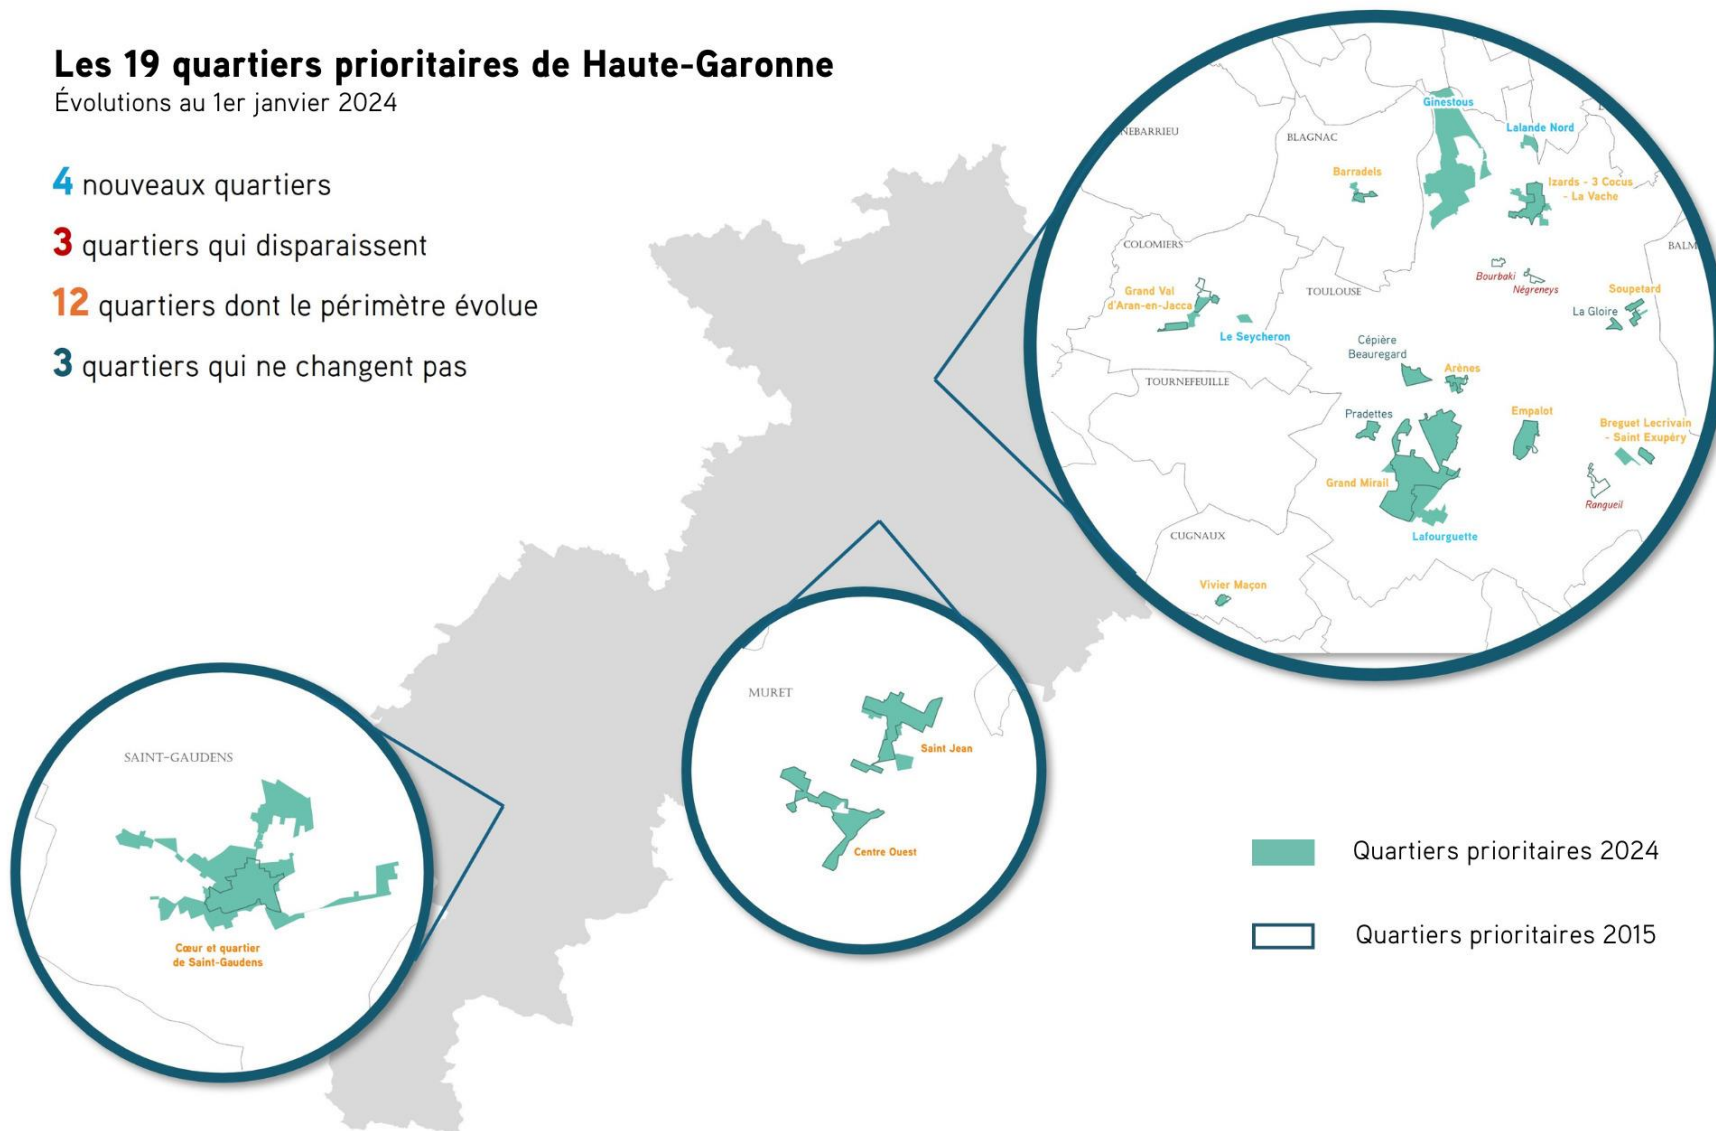 Les 19 quartiers prioritaires de Haute-Garonne
Évolutions au 1er janvier 2024
4 nouveaux quartiers
3 quartiers qui disparaissent
12 quartiers dont le périmètre évolue
3 quartiers qui ne changent pas
Ginestous
Lalande Nord
NEBARRIEU
BLAGNAC
Barradels
Izards - 3 Cocus
- La Vache
COLOMIERS
BALM
Bourbaki
Négreneys
Grand Val
d'Aran-en-Jacca
TOULOUSE
Soupetard
La Gloire
Le Seycheron
Cépière
Beauregard
Arènes
TOURNEFEUILLE
Pradettes
Empalot
Breguet Lecrivain
- Saint Exupéry
Grand Mirail
Rangueil
Lafourguette
CUGNAUX
Vivier Maçon
MURET
Saint Jean
Centre Ouest
SAINT-GAUDENS
Cœur et quartier
de Saint-Gaudens
Quartiers prioritaires 2024
Quartiers prioritaires 2015